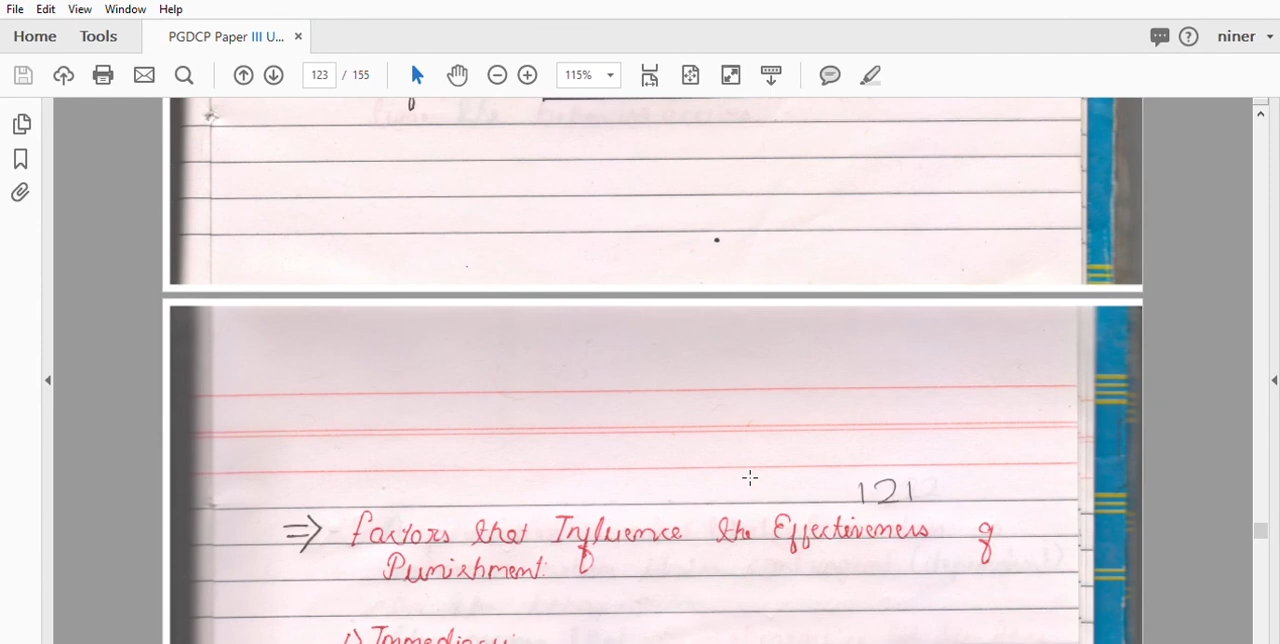 File Edit View Window Help
Home Tools PGDCP Paper III U... × niner
123 / 155 115%
121
⇒ Factors that Influence the Effectiveness of
Punishment:
i) Immediacy: